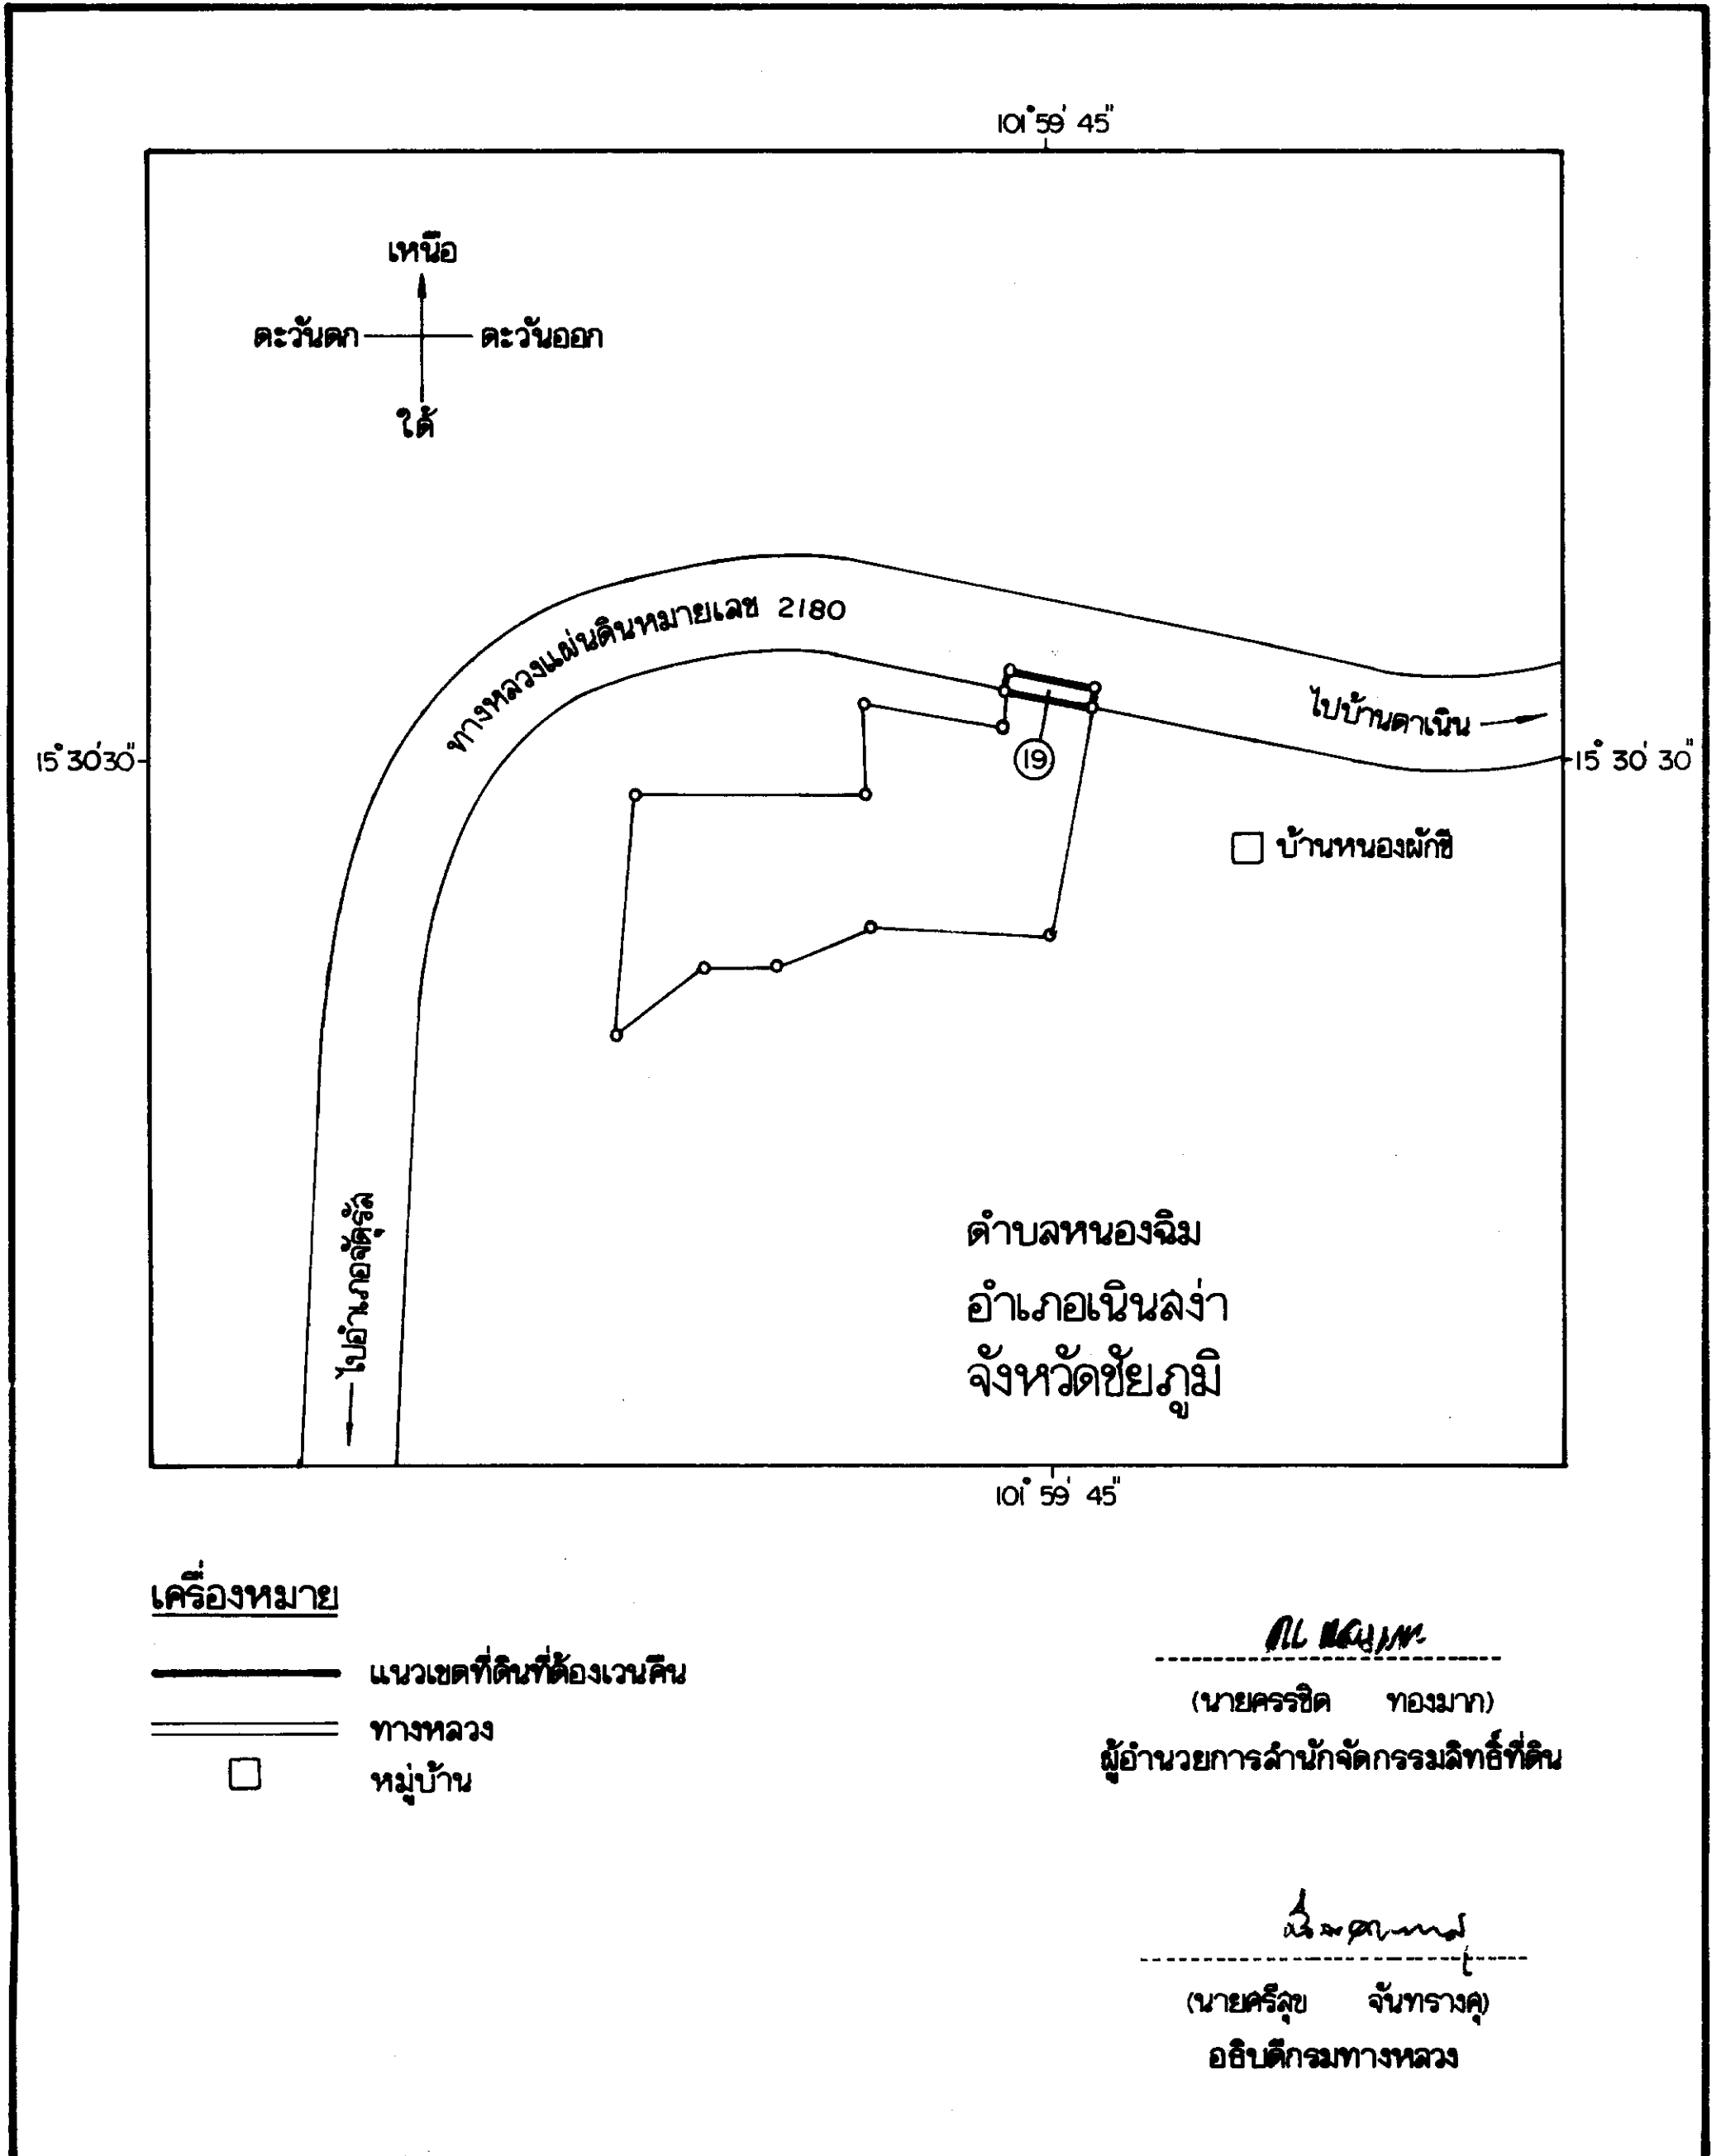 101° 59' 45"
เหนือ
ตะวันตก
ตะวันออก
ใต้
ทางหลวงแผ่นดินหมายเลข 2180
ไปบ้านตาเนิน
15° 30' 30"
15° 30' 30"
19
บ้านหนองผักชี
ไปอำเภอจัตุรัส
ตำบลหนองฉิม
อำเภอเนินสง่า
จังหวัดชัยภูมิ
101° 59' 45"
เครื่องหมาย
แนวเขตที่ดินที่ต้องเวนคืน
ทางหลวง
หมู่บ้าน
(นายครรชิต ทองมาก)
ผู้อำนวยการสำนักจัดกรรมสิทธิ์ที่ดิน
(นายศรีสุข จันทรางศุ)
อธิบดีกรมทางหลวง